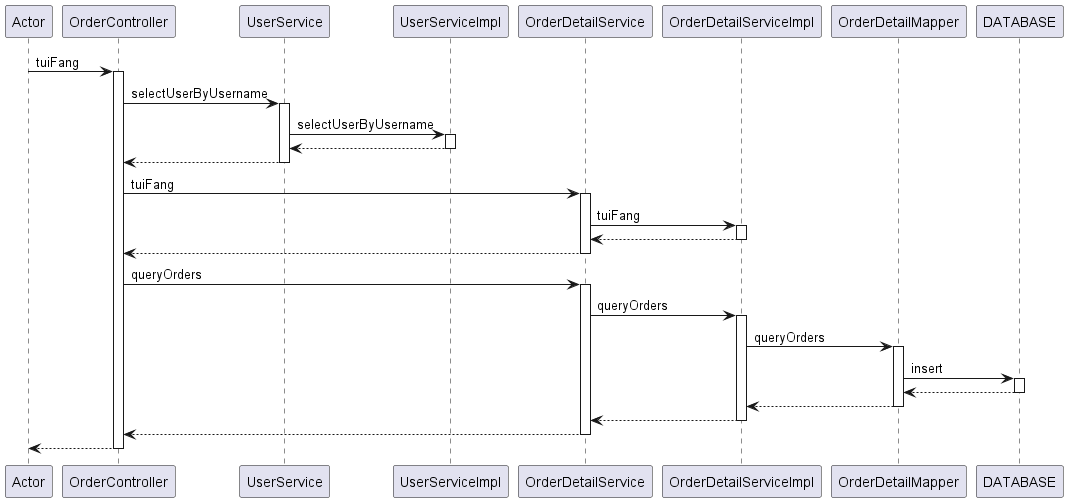 Actor OrderController UserService UserServiceImpl OrderDetailService OrderDetailServiceImpl OrderDetailMapper DATABASE
tuiFang
selectUserByUsername
selectUserByUsername
tuiFang
tuiFang
queryOrders
queryOrders
queryOrders
insert
Actor OrderController UserService UserServiceImpl OrderDetailService OrderDetailServiceImpl OrderDetailMapper DATABASE